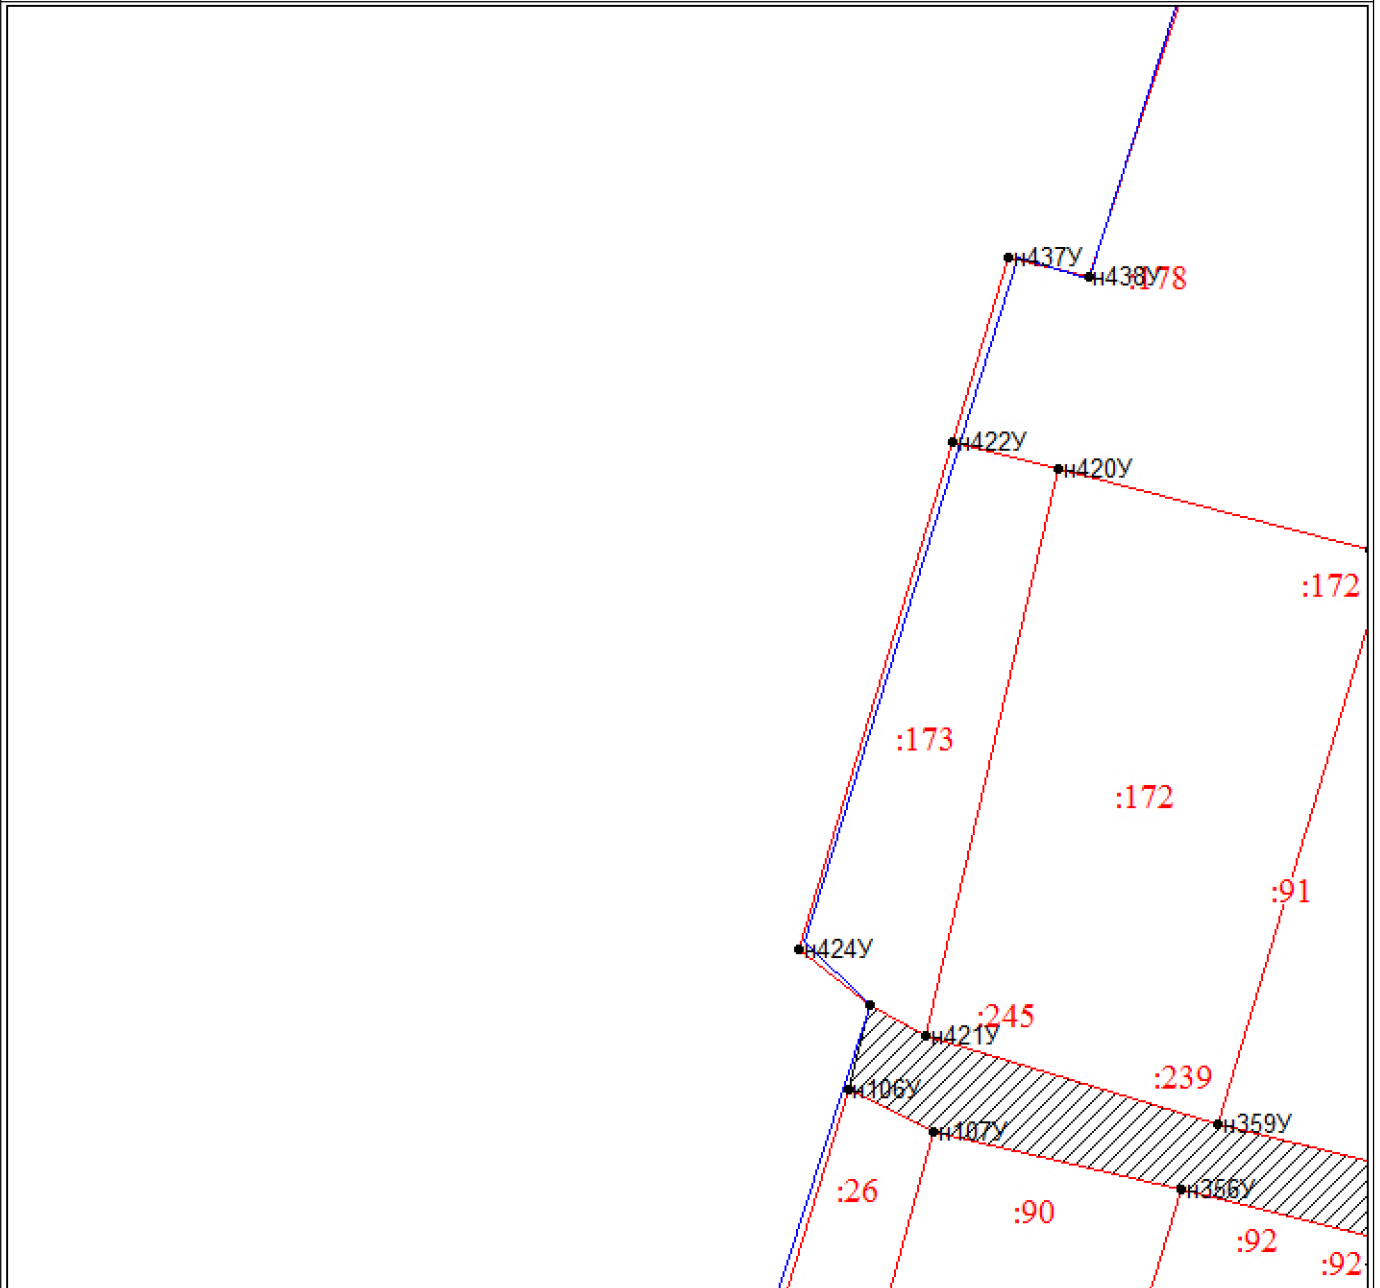 н437У
н438У
:178
н422У
н420У
:172
:173
:172
:91
н424У
:245
н421У
:239
н106У
н359У
н107У
:26
н356У
:90
:92
:92